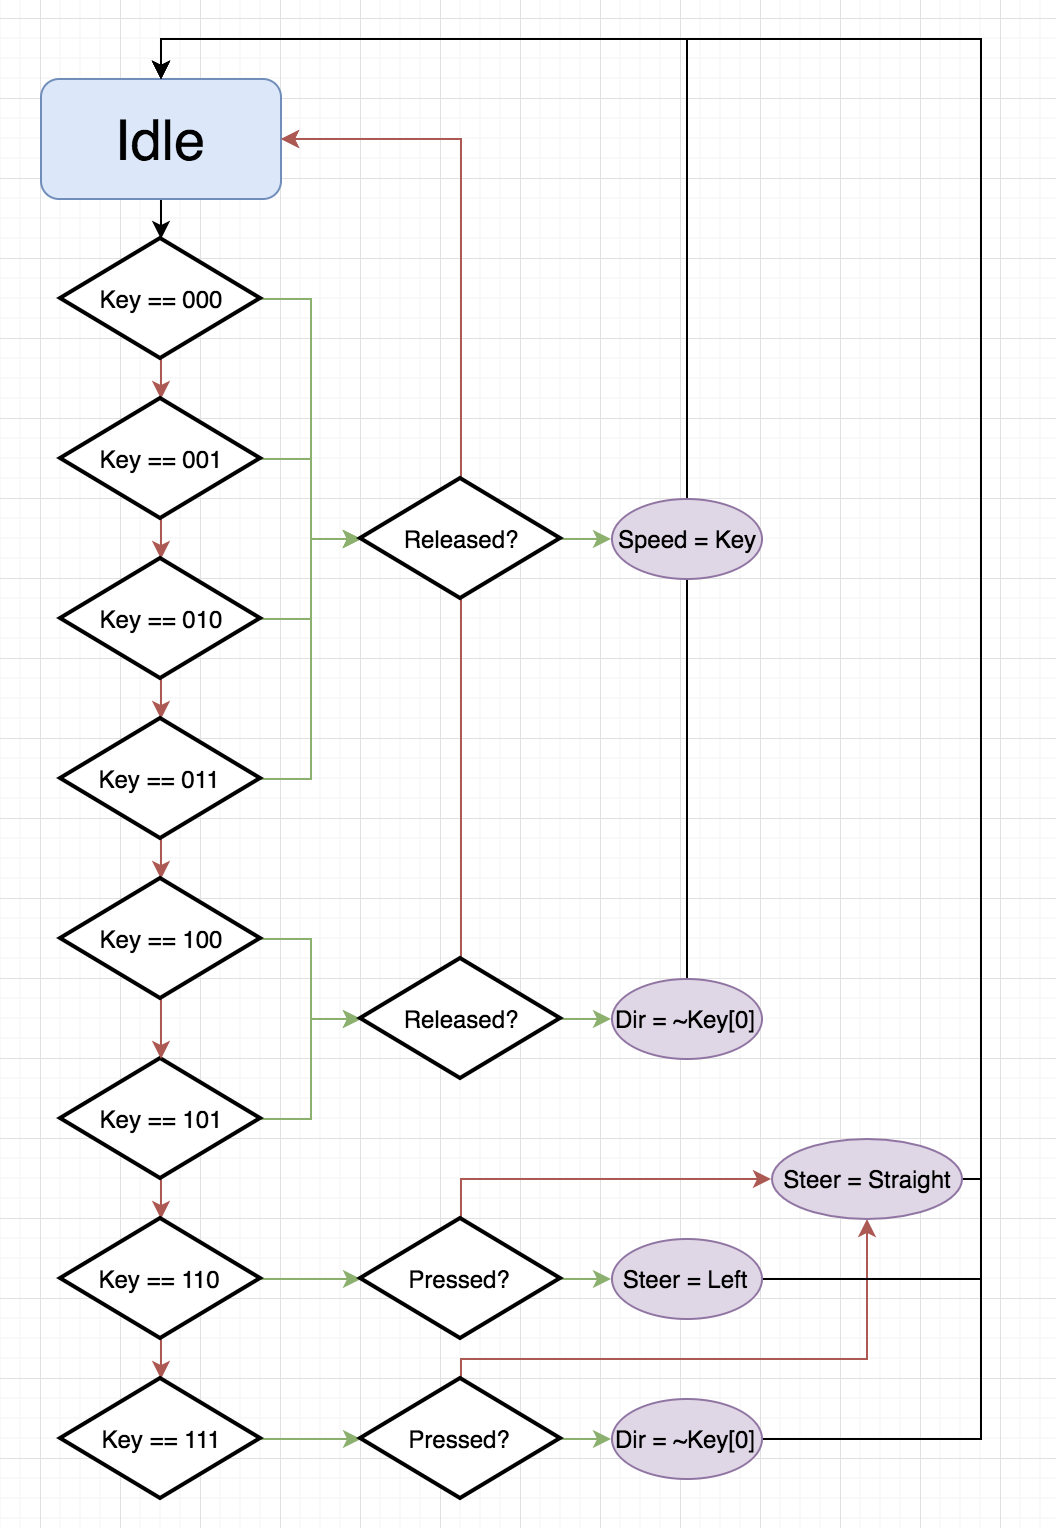 Idle
Key == 000
Key == 001
Released?
Speed = Key
Key == 010
Key == 011
Key == 100
Released?
Dir = ~Key[0]
Key == 101
Steer = Straight
Key == 110
Pressed?
Steer = Left
Key == 111
Pressed?
Dir = ~Key[0]